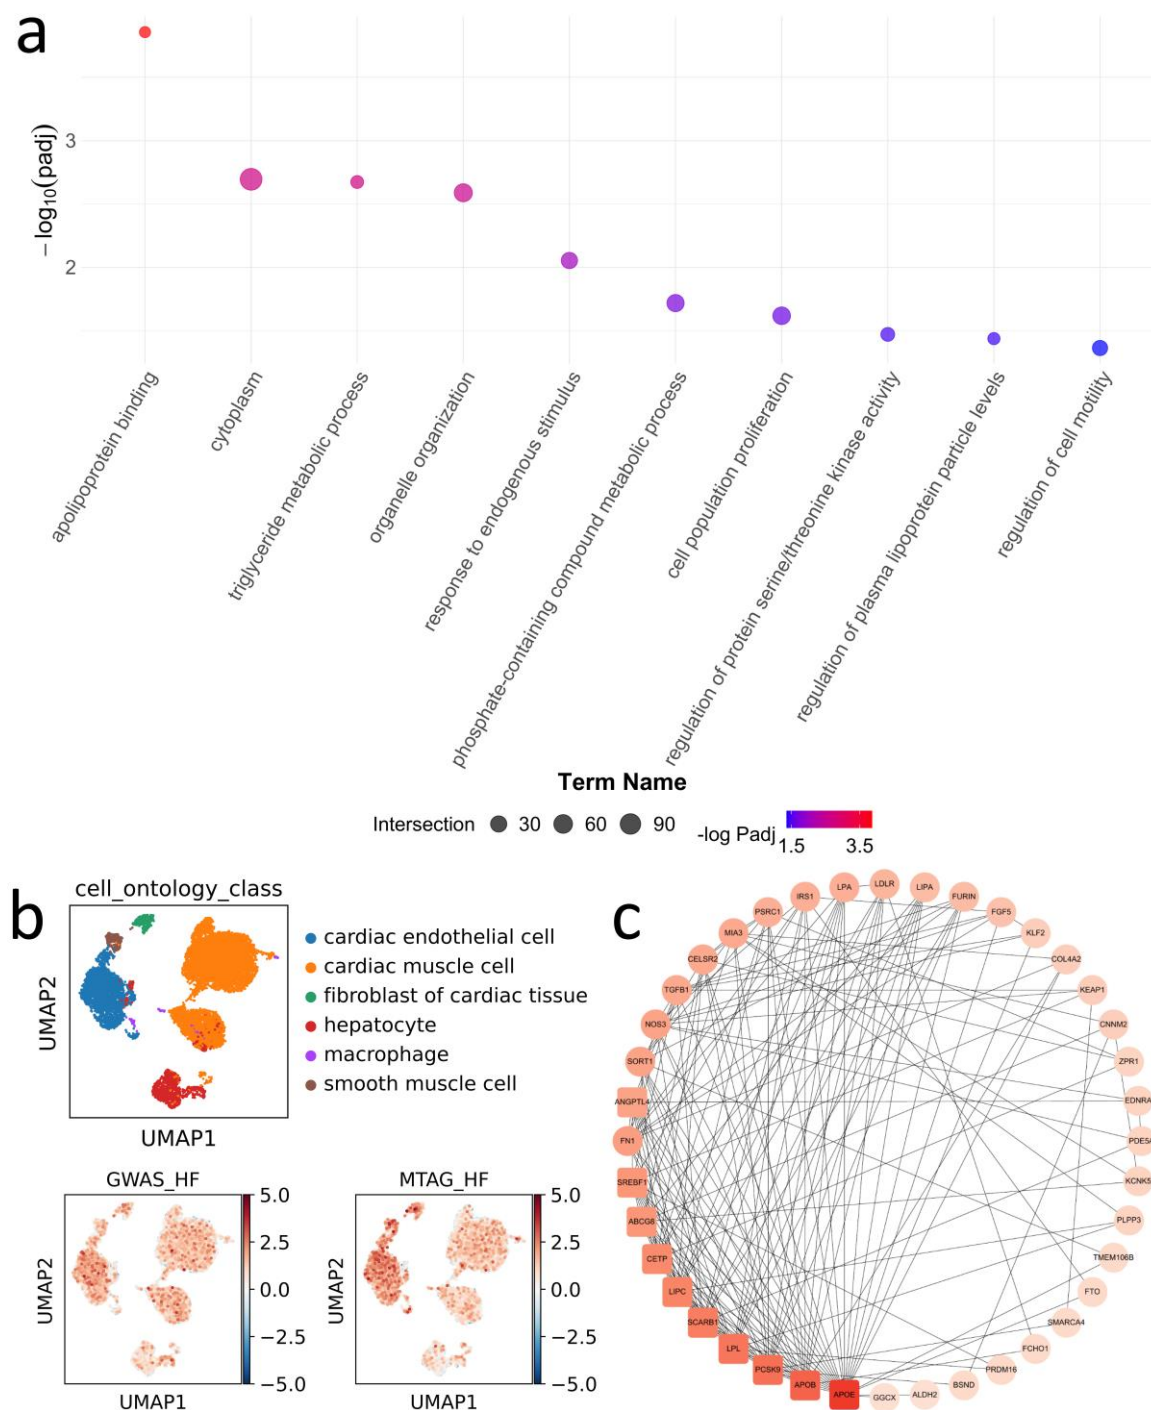 a
−log10(padj)
3
2
apolipoprotein binding
cytoplasm
triglyceride metabolic process
organelle organization
response to endogenous stimulus
phosphate-containing compound metabolic process
cell population proliferation
regulation of protein serine/threonine kinase activity
regulation of plasma lipoprotein particle levels
regulation of cell motility
Term Name
Intersection 30 60 90
-log Padj 1.5 3.5
b
cell_ontology_class
UMAP2
UMAP1
cardiac endothelial cell
cardiac muscle cell
fibroblast of cardiac tissue
hepatocyte
macrophage
smooth muscle cell
GWAS_HF
UMAP2
UMAP1
5.0
2.5
0.0
−2.5
−5.0
MTAG_HF
UMAP2
UMAP1
5.0
2.5
0.0
−2.5
−5.0
c
LDLR
LIPA
FURIN
FGF5
KLF2
COL4A2
KEAP1
CNNM2
ZPR1
EDNRA
PDE5A
KCNK5
PLPP3
TMEM106B
FTO
SMARCA4
FCHO1
PRDM16
BSND
ALDH2
GGCX
APOE
APOB
PCSK9
LPL
SCARB1
LIPC
CETP
ABCG8
SREBF1
FN1
ANGPTL4
SORT1
NOS3
TGFB1
CELSR2
MIA3
PSRC1
IRS1
LPA